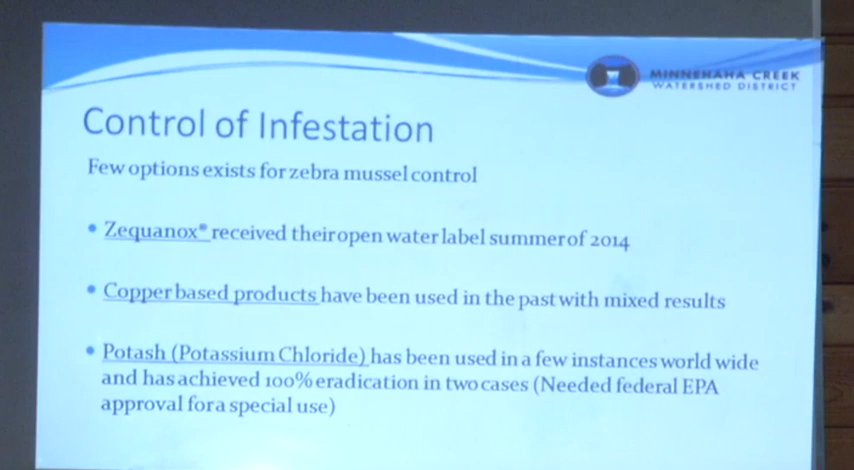 MINNEHAHA CREEK
WATERSHED DISTRICT
Control of Infestation
Few options exists for zebra mussel control
• Zequanox® received their open water label summer of 2014
• Copper based products have been used in the past with mixed results
• Potash (Potassium Chloride) has been used in a few instances world wide
and has achieved 100% eradication in two cases (Needed federal EPA
approval for a special use)